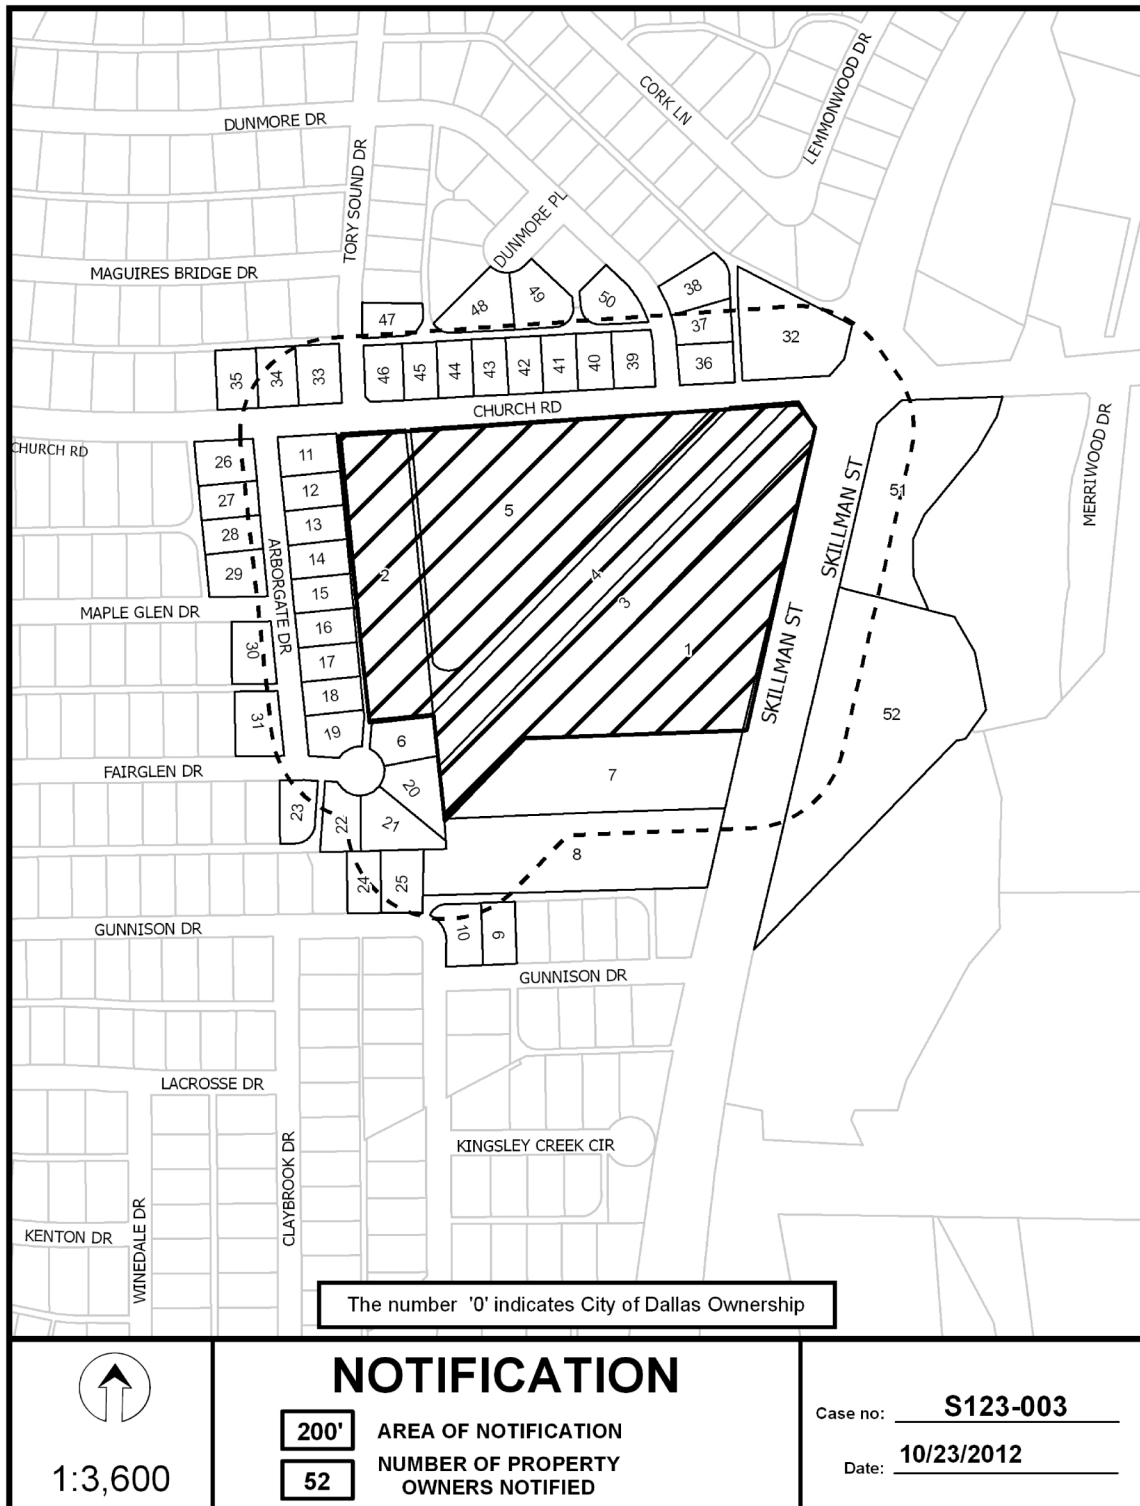 CORK LN
LEMMONWOOD DR
DUNMORE DR
TORY SOUND DR
DUNMORE PL
MAGUIRES BRIDGE DR
38
49
50
48
47
37
32
36
35
34
33
46
45
44
43
42
41
40
39
CHURCH RD
CHURCH RD
26
11
27
12
28
13
29
14
ARBORGATE DR
5
2
4
3
1
SKILLMAN ST
51
MERRIWOOD DR
MAPLE GLEN DR
15
30
16
17
18
31
19
6
SKILLMAN ST
52
FAIRGLEN DR
20
7
23
22
21
8
24
25
GUNNISON DR
10
9
GUNNISON DR
LACROSSE DR
CLAYBROOK DR
KINGSLEY CREEK CIR
WINEDALE DR
KENTON DR
The number '0' indicates City of Dallas Ownership
1:3,600
NOTIFICATION
200' AREA OF NOTIFICATION
52 NUMBER OF PROPERTY
OWNERS NOTIFIED
Case no: S123-003
Date: 10/23/2012